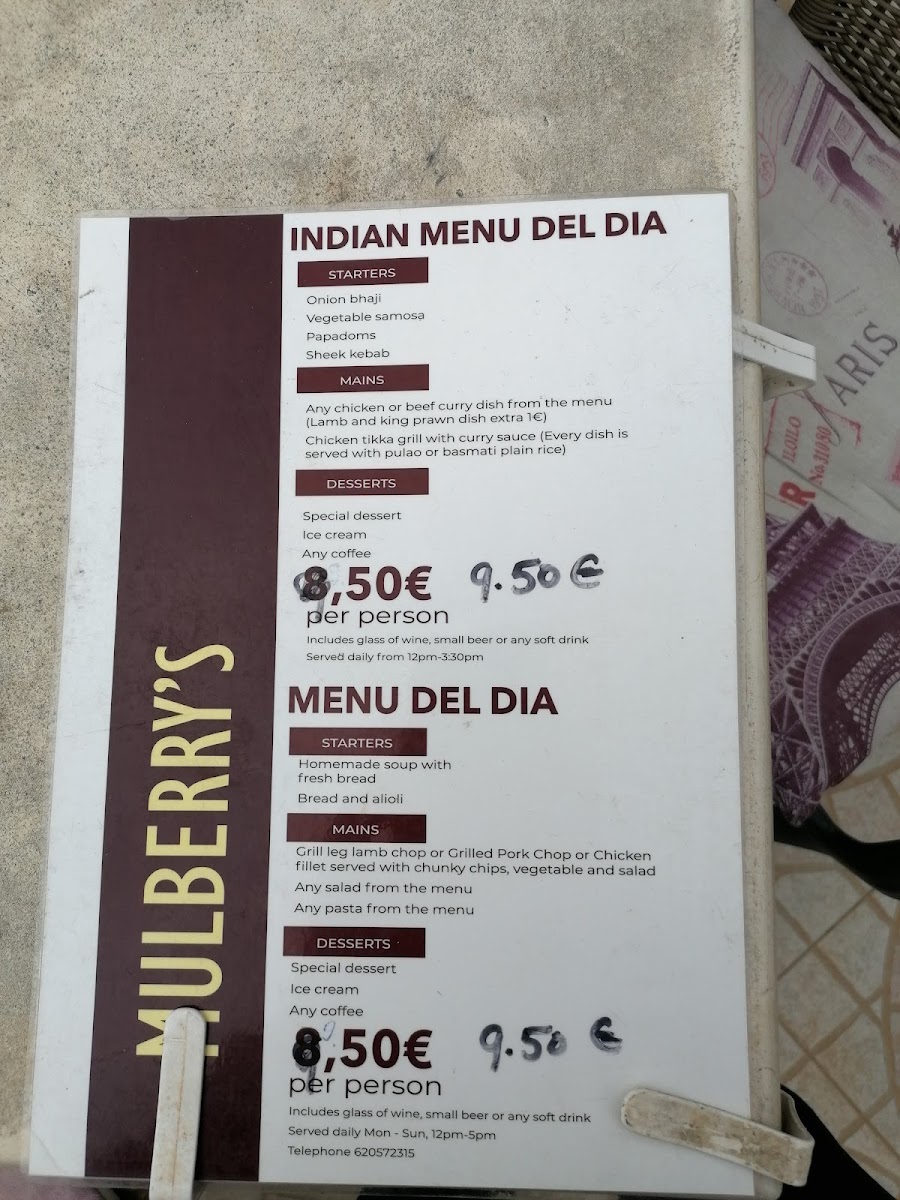 INDIAN MENU DEL DIA
STARTERS
Onion bhaji
Vegetable samosa
Papadoms
Sheek kebab
MAINS
Any chicken or beef curry dish from the menu
(Lamb and king prawn dish extra 1€)
Chicken tikka grill with curry sauce (Every dish is
served with pulao or basmati plain rice)
DESSERTS
Special dessert
Ice cream
Any coffee
8,50€ 9.50 €
per person
Includes glass of wine, small beer or any soft drink
Served daily from 12pm-3:30pm
MENU DEL DIA
STARTERS
Homemade soup with
fresh bread
Bread and alioli
MAINS
Grill leg lamb chop or Grilled Pork Chop or Chicken
fillet served with chunky chips, vegetable and salad
Any salad from the menu
Any pasta from the menu
DESSERTS
Special dessert
Ice cream
Any coffee
8,50€ 9.50 €
per person
Includes glass of wine, small beer or any soft drink
Served daily Mon - Sun, 12pm-5pm
Telephone 620572315
MULBERRY'S
ARIS
ILOILO
R
No.31080